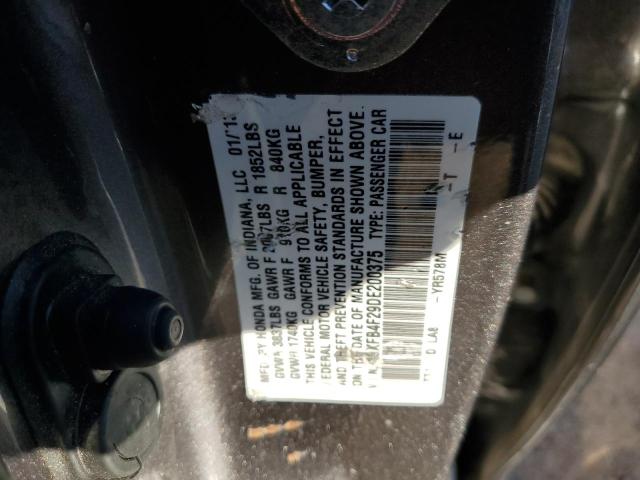 MFD. BY HONDA MFG. OF INDIANA, LLC 01/13
GVWR 3837LBS GAWR F 2007LBS R 1852LBS
GVWR 1740KG GAWR F 910KG R 840KG
THIS VEHICLE CONFORMS TO ALL APPLICABLE
FEDERAL MOTOR VEHICLE SAFETY, BUMPER,
AND THEFT PREVENTION STANDARDS IN EFFECT
ON THE DATE OF MANUFACTURE SHOWN ABOVE.
XFB4F29DE200375 TYPE: PASSENGER CAR
YR578M
LA8 T E